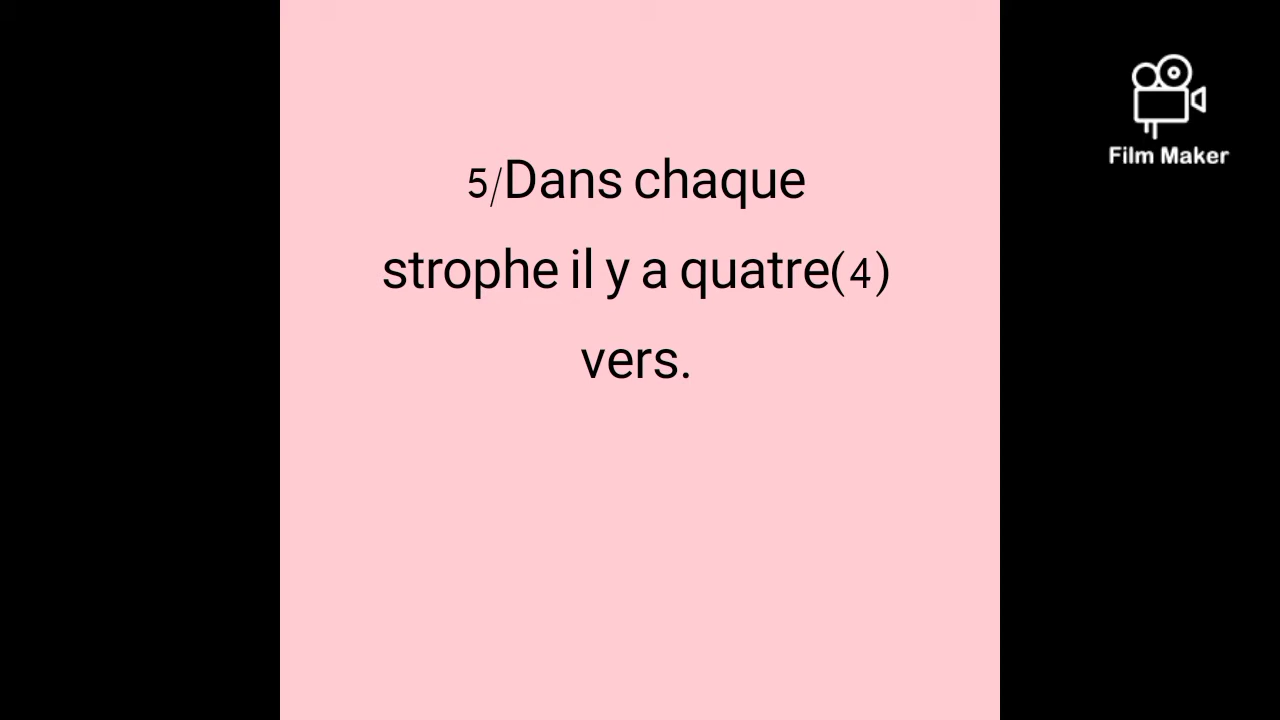 5/Dans chaque
strophe il y a quatre(4)
vers.
Film Maker